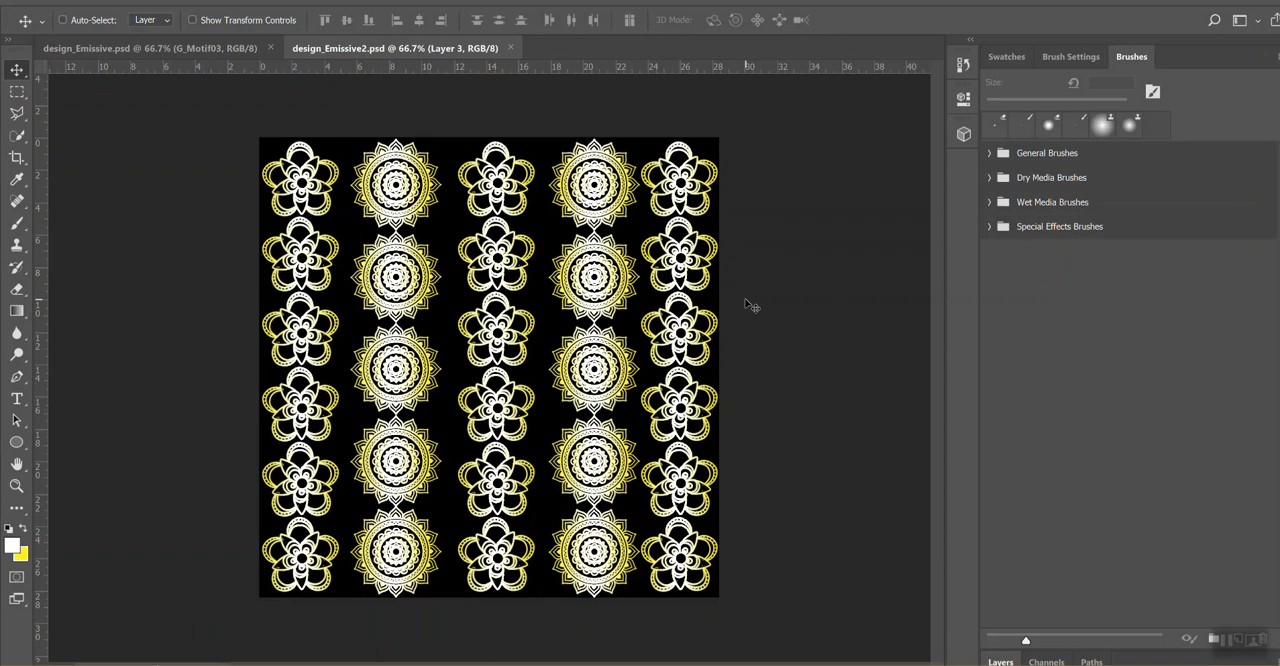 Auto-Select: Layer Show Transform Controls 3D Mode:
design_Emissive.psd @ 66.7% (G_Motif03, RGB/8) × design_Emissive2.psd @ 66.7% (Layer 3, RGB/8) ×
Swatches Brush Settings Brushes
12 10 8 6 4 2 0 2 4 6 8 10 12 14 16 18 20 22 24 26 28 30 32 34 36 38 40
Size:
General Brushes
Dry Media Brushes
Wet Media Brushes
Special Effects Brushes
Layers Channels Paths